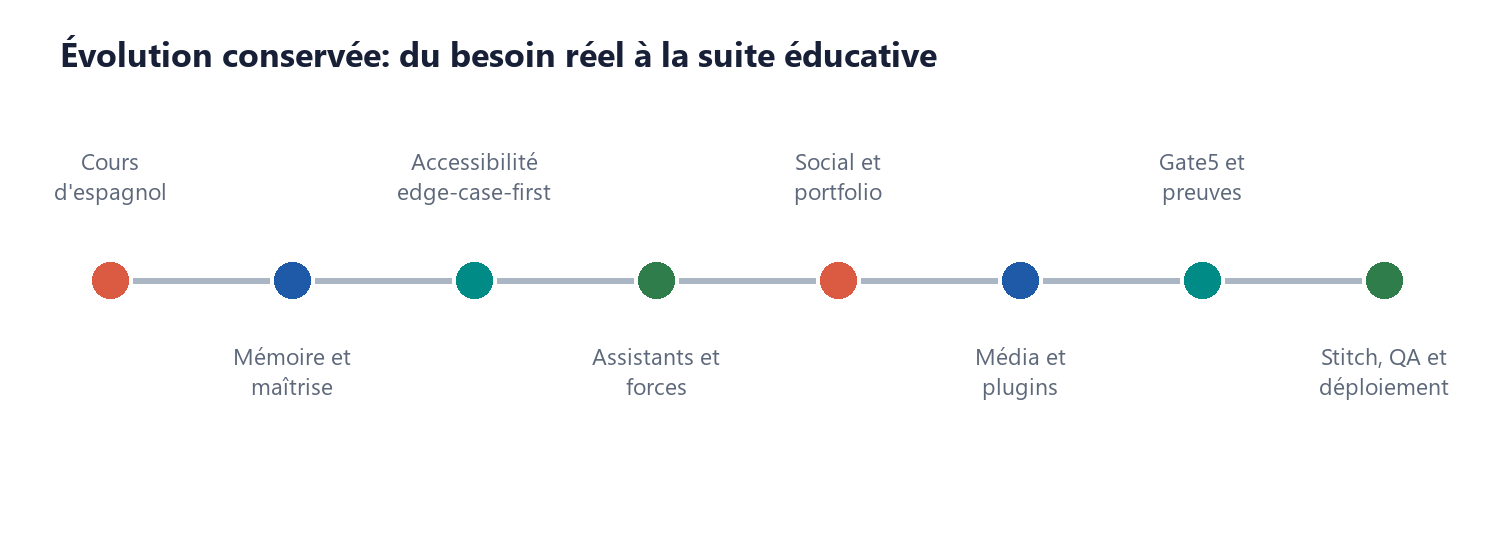 Évolution conservée: du besoin réel à la suite éducative
Cours
d'espagnol
Mémoire et
maîtrise
Accessibilité
edge-case-first
Assistants et
forces
Social et
portfolio
Média et
plugins
Gate5 et
preuves
Stitch, QA et
déploiement